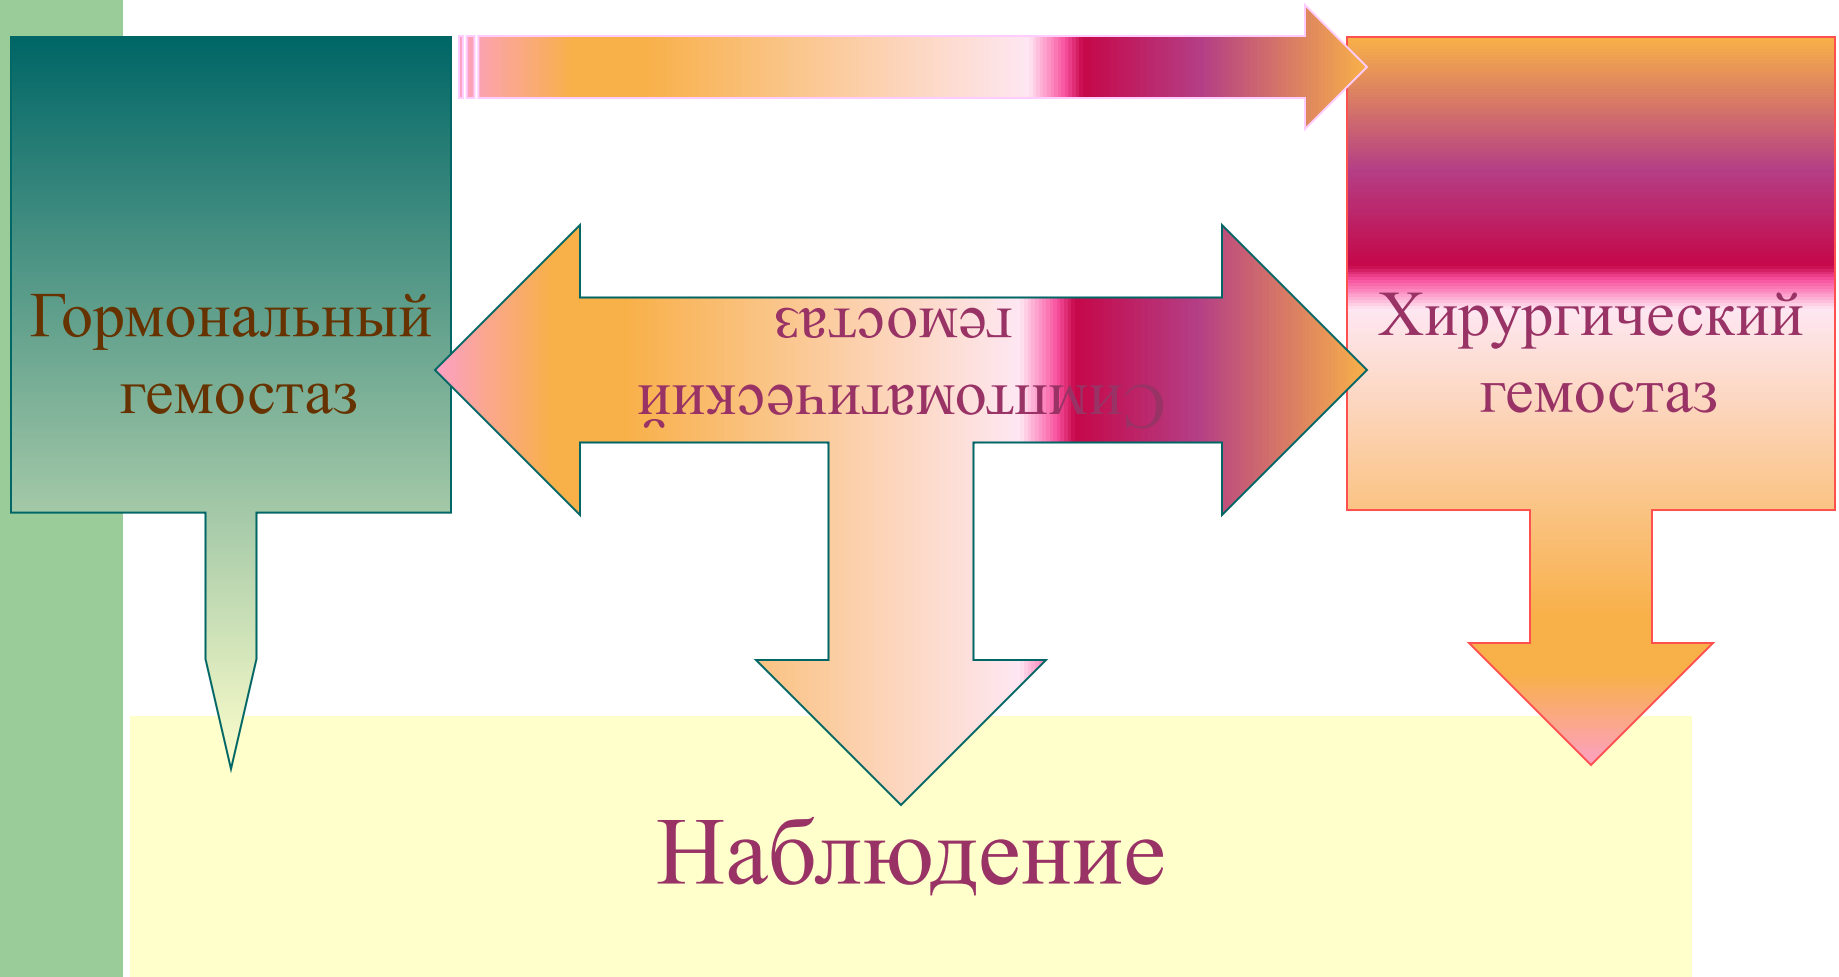 Гормональный
гемостаз
Симптоматический
гемостаз
Хирургический
гемостаз
Наблюдение